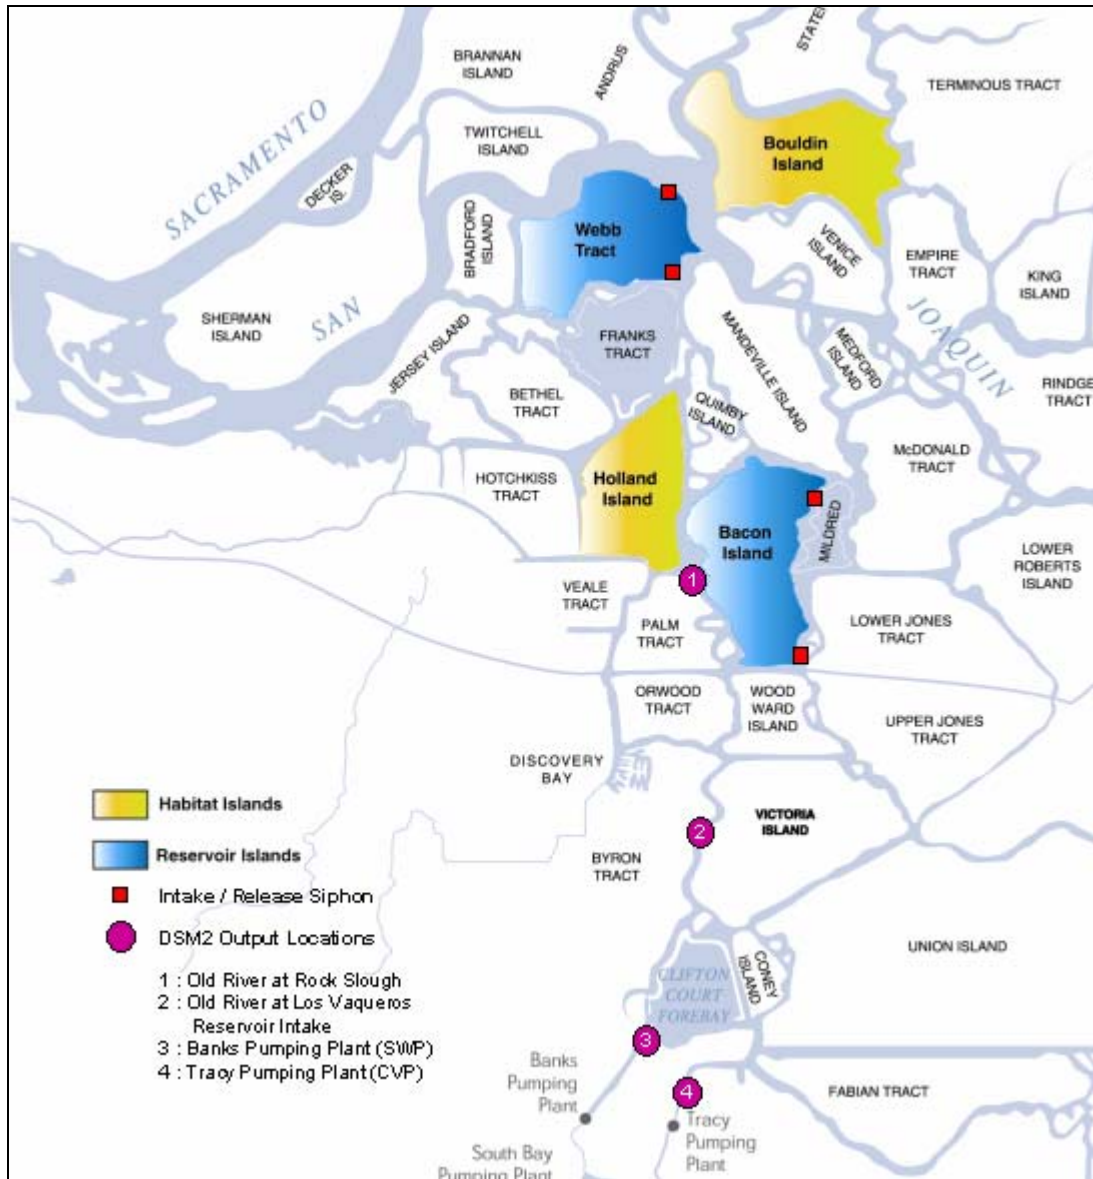 BRANNAN
ISLAND
ANDRUS
STATEN
TERMINOUS TRACT
SACRAMENTO
TWITCHELL
ISLAND
Bouldin
Island
DECKER
IS.
BRADFORD
ISLAND
Webb
Tract
VENICE
ISLAND
EMPIRE
TRACT
KING
ISLAND
SHERMAN
ISLAND
SAN
JOAQUIN
JERSEY ISLAND
FRANKS
TRACT
MANDEVILLE ISLAND
MEDFORD
ISLAND
RINDGE
TRACT
BETHEL
TRACT
QUIMBY
ISLAND
McDONALD
TRACT
HOTCHKISS
TRACT
Holland
Island
Bacon
Island
MILDRED
LOWER
ROBERTS
ISLAND
1
VEALE
TRACT
PALM
TRACT
LOWER JONES
TRACT
ORWOOD
TRACT
WOOD
WARD
ISLAND
UPPER JONES
TRACT
DISCOVERY
BAY
VICTORIA
ISLAND
2
BYRON
TRACT
UNION ISLAND
CONEY
ISLAND
CLIFTON
COURT
FOREBAY
3
Banks
Pumping
Plant
4
FABIAN TRACT
Tracy
Pumping
Plant
South Bay
Pumping Plant
Habitat Islands
Reservoir Islands
Intake / Release Siphon
DSM2 Output Locations
1 : Old River at Rock Slough
2 : Old River at Los Vaqueros
Reservoir Intake
3 : Banks Pumping Plant (SWP)
4 : Tracy Pumping Plant (CVP)